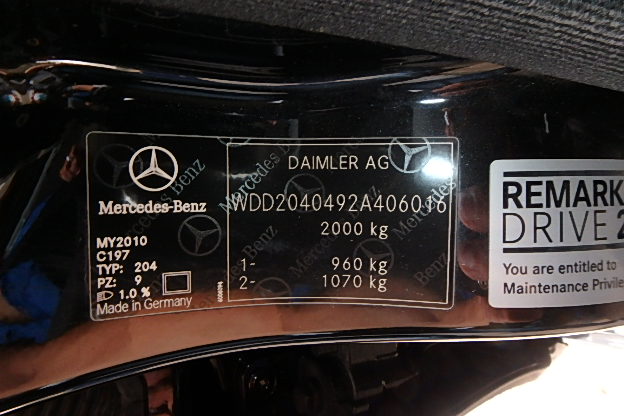 Mercedes-Benz
MY2010
C197
TYP: 204
PZ: 9
1.0 %
Made in Germany
DAIMLER AG
2000 kg
1- 960 kg
2- 1070 kg
REMARK
DRIVE 2
You are entitled to
Maintenance Privile